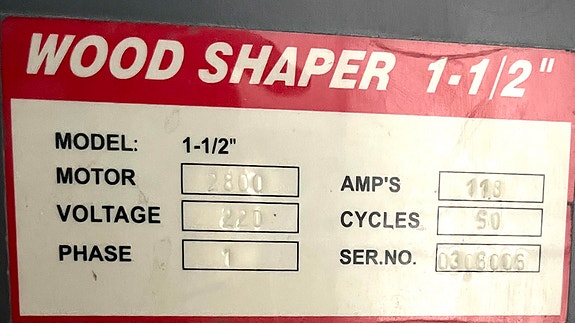 WOOD SHAPER 1-1/2"
MODEL: 1-1/2"
MOTOR 2800
VOLTAGE 220
PHASE 1
AMP'S
CYCLES 50
SER.NO. 0308006